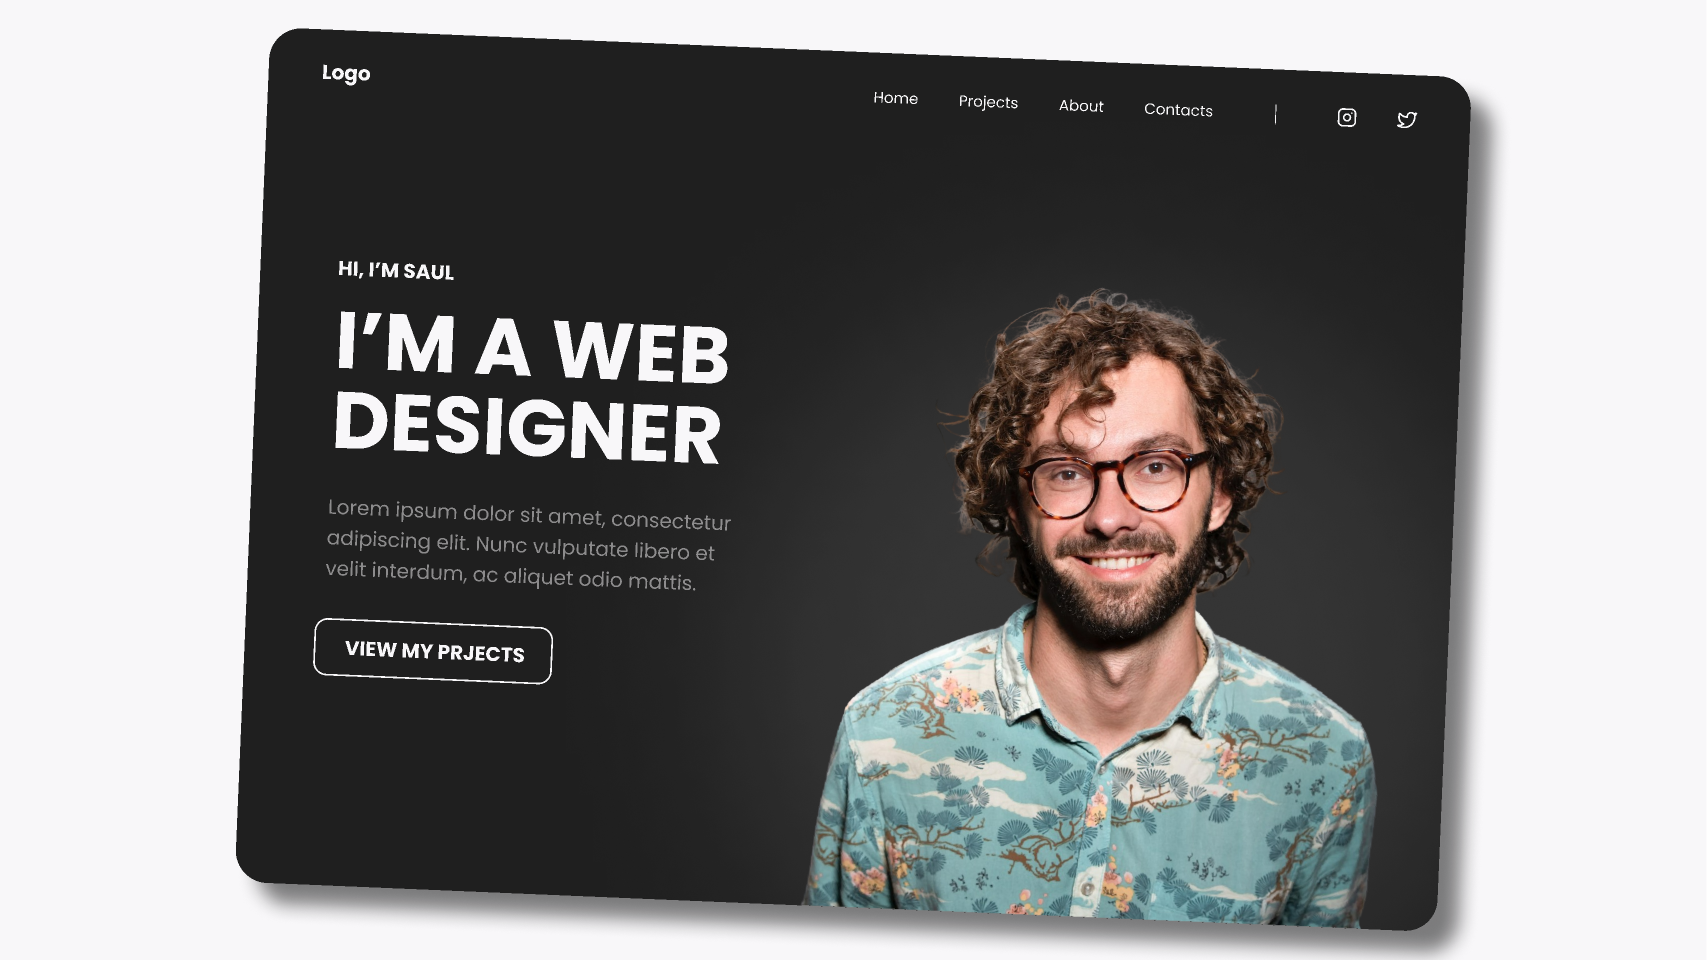 Logo
Home Projects About Contacts
HI, I’M SAUL
I’M A WEB
DESIGNER
Lorem ipsum dolor sit amet, consectetur
adipiscing elit. Nunc vulputate libero et
velit interdum, ac aliquet odio mattis.
VIEW MY PRJECTS